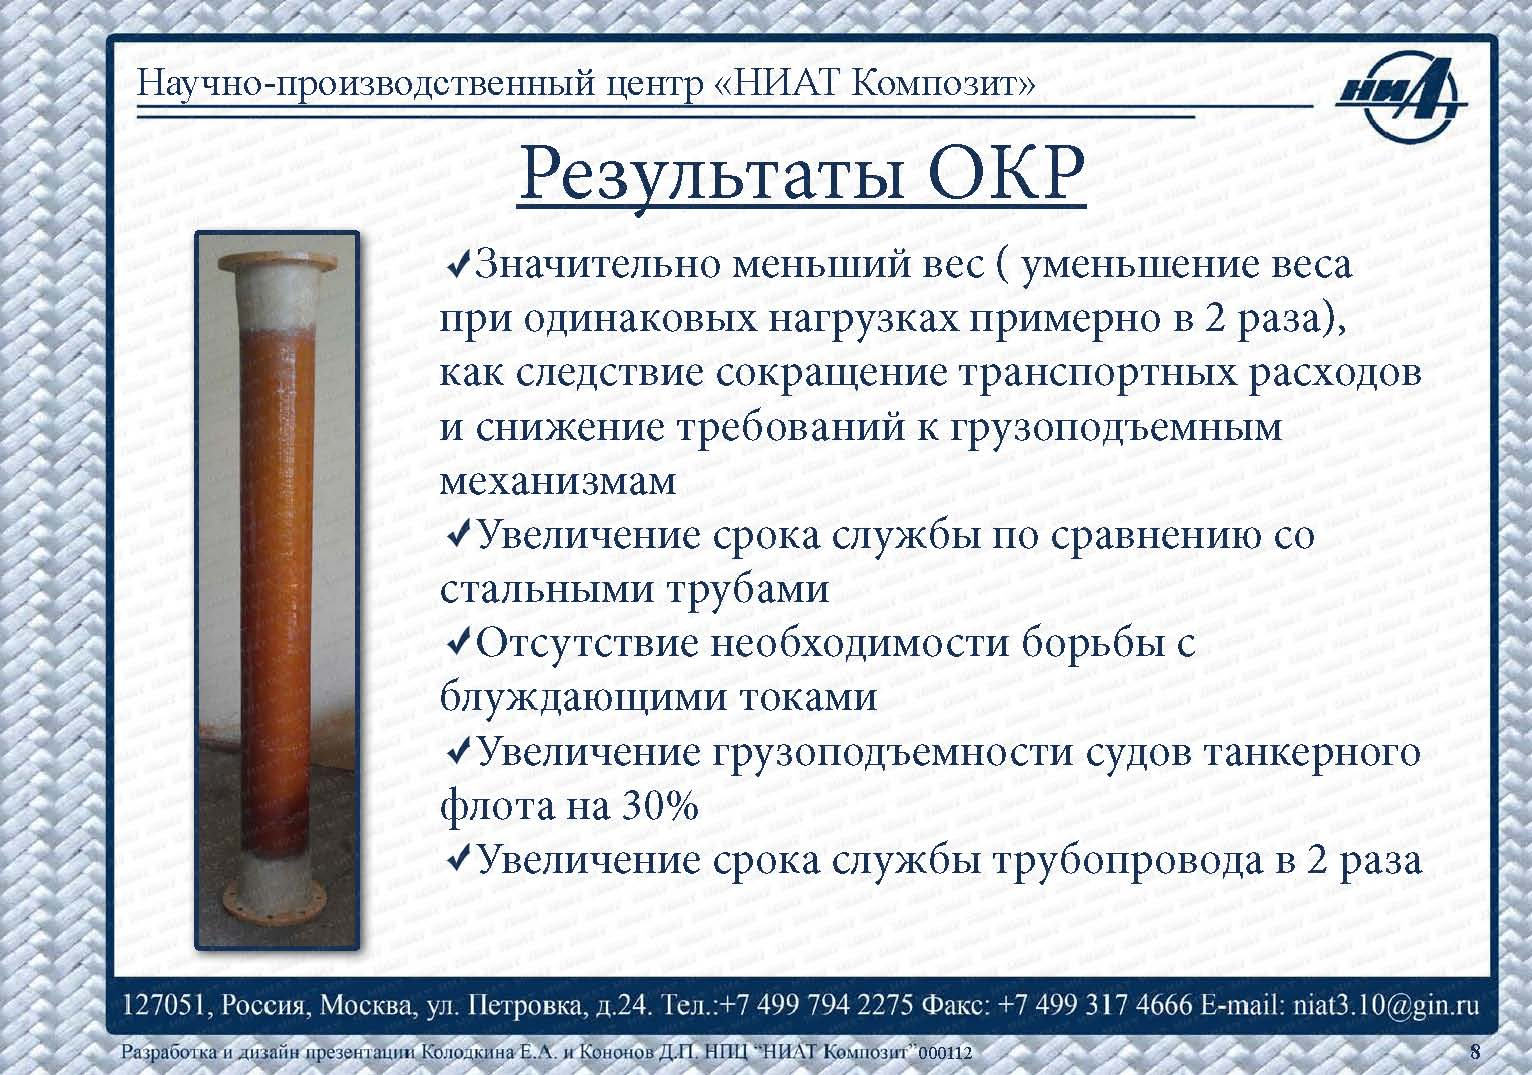 Научно-производственный центр «НИАТ Композит»
НИАТ
Результаты ОКР
✓Значительно меньший вес ( уменьшение веса
при одинаковых нагрузках примерно в 2 раза),
как следствие сокращение транспортных расходов
и снижение требований к грузоподъемным
механизмам
✓Увеличение срока службы по сравнению со
стальными трубами
✓Отсутствие необходимости борьбы с
блуждающими токами
✓Увеличение грузоподъемности судов танкерного
флота на 30%
✓Увеличение срока службы трубопровода в 2 раза
127051, Россия, Москва, ул. Петровка, д.24. Тел.:+7 499 794 2275 Факс: +7 499 317 4666 E-mail: niat3.10@gin.ru
Разработка и дизайн презентации Колодкина Е.А. и Кононов Д.П. НПЦ “НИАТ Композит”000112
8